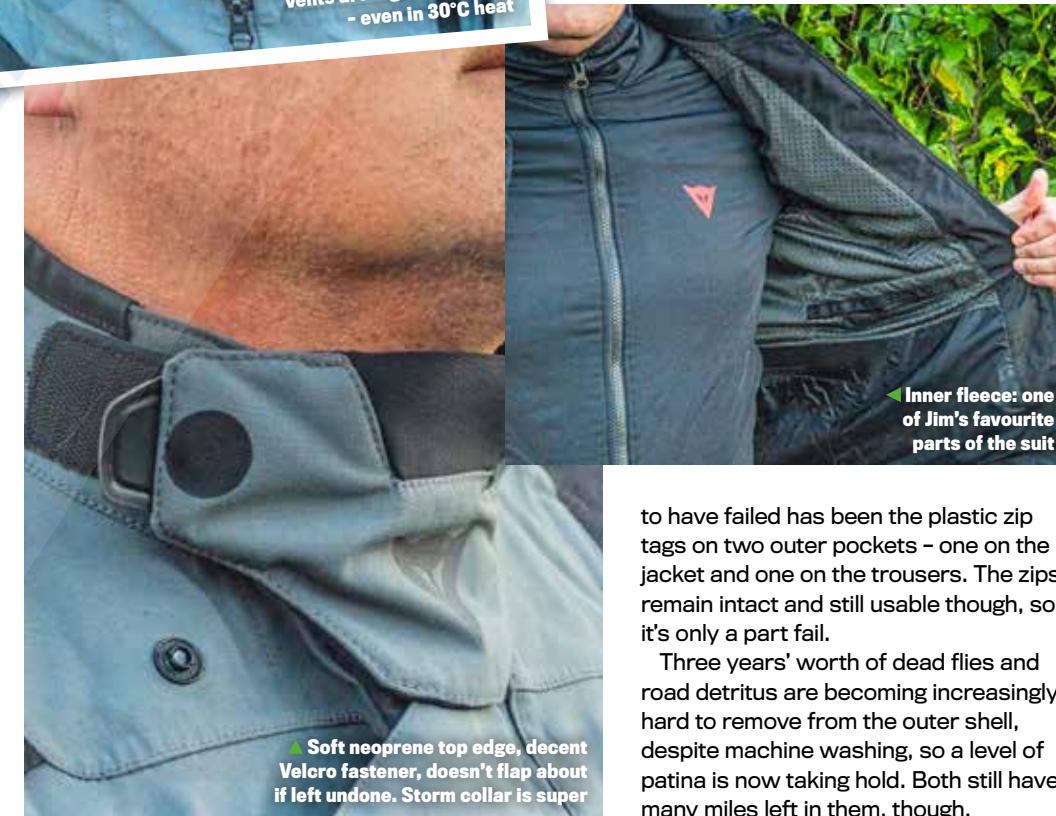 - even in 30°C heat
Inner fleece: one
of Jim's favourite
parts of the suit
Soft neoprene top edge, decent
Velcro fastener, doesn't flap about
if left undone. Storm collar is super
to have failed has been the plastic zip
tags on two outer pockets – one on the
jacket and one on the trousers. The zips
remain intact and still usable though, so
it's only a part fail.
Three years' worth of dead flies and
road detritus are becoming increasingly
hard to remove from the outer shell,
despite machine washing, so a level of
patina is now taking hold. Both still have
many miles left in them, though.